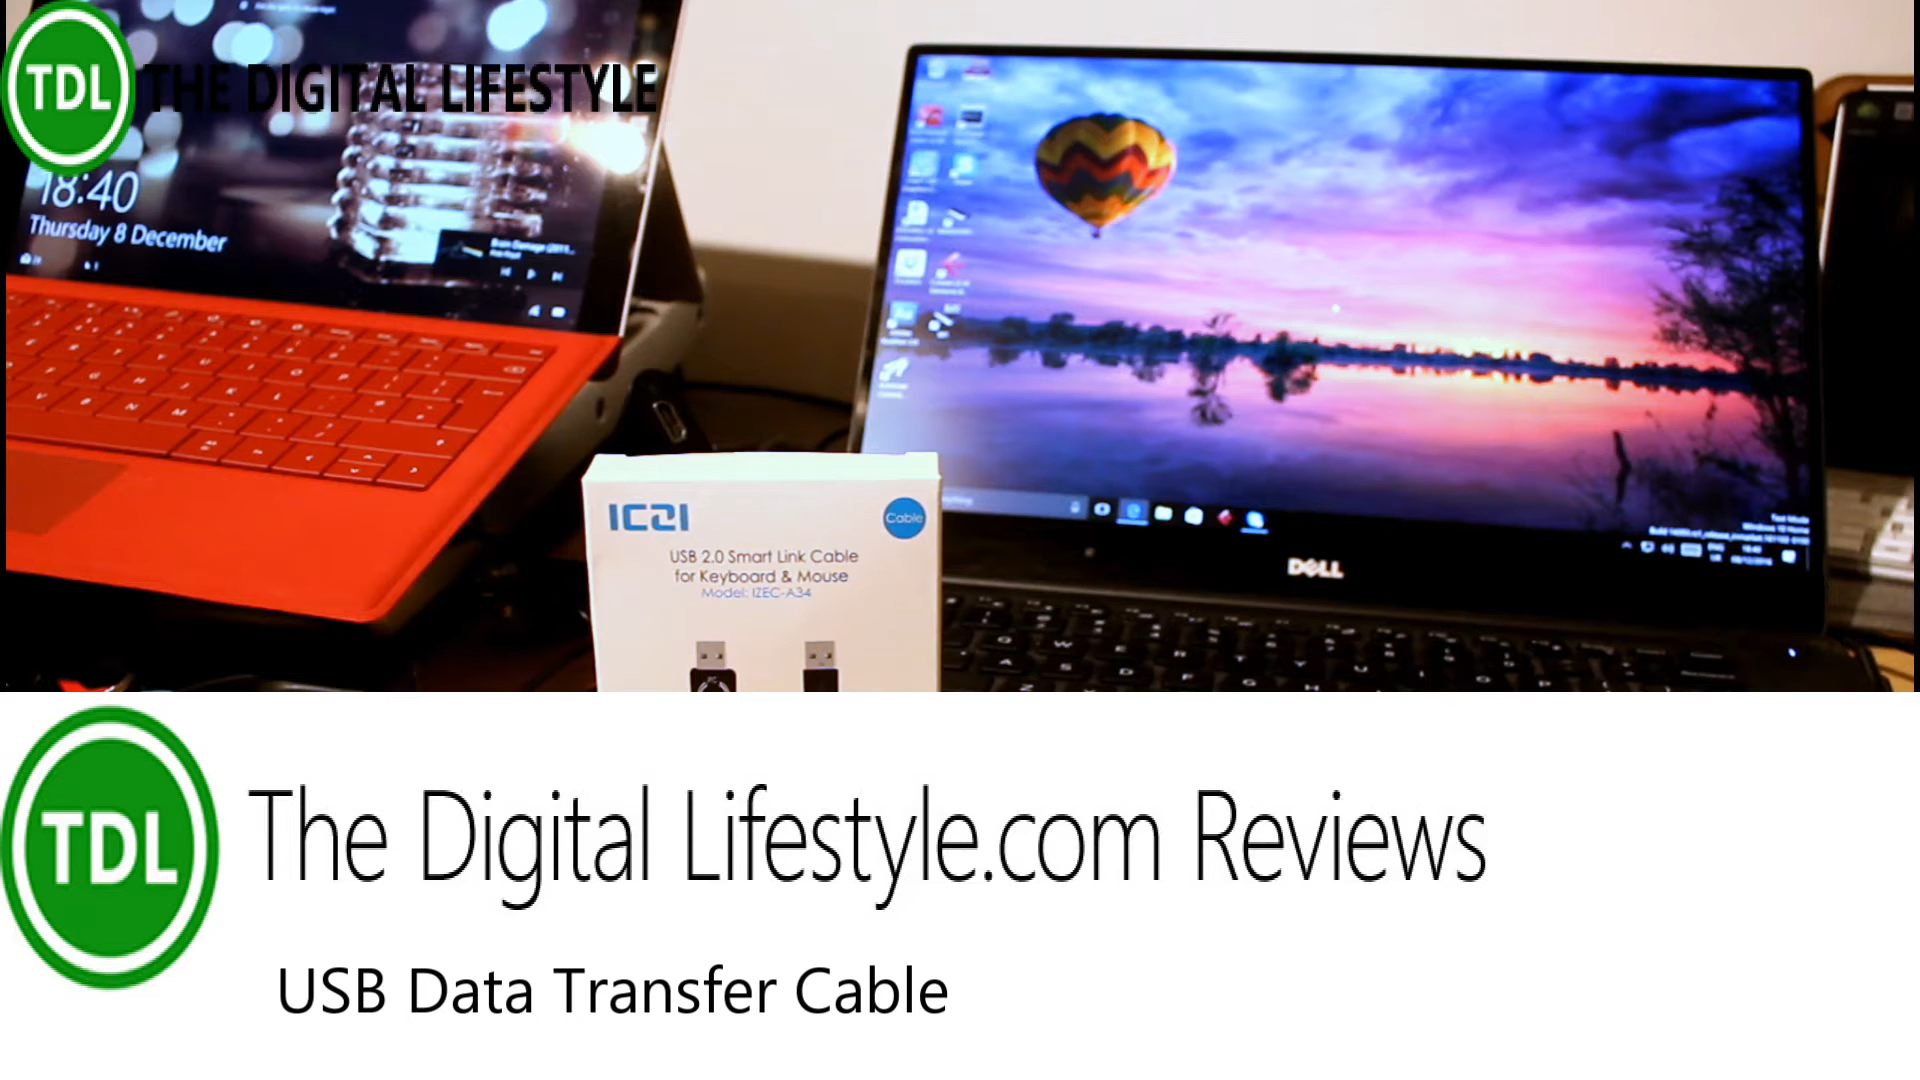 TDL THE DIGITAL LIFESTYLE
18:40
Thursday 8 December
ICZI
Cable
USB 2.0 Smart Link Cable
for Keyboard & Mouse
Model: IZEC-A34
DELL
TDL The Digital Lifestyle.com Reviews
USB Data Transfer Cable